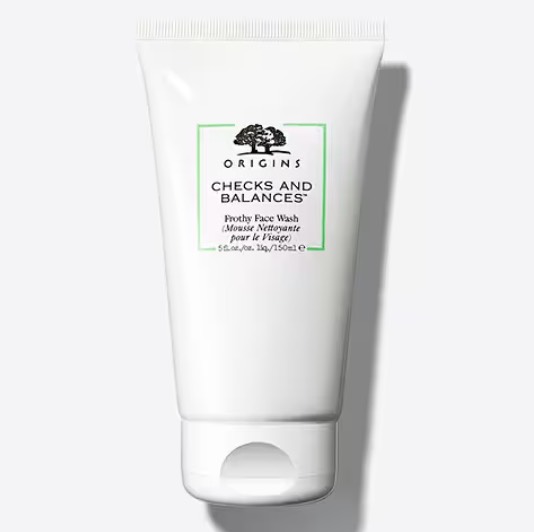 ORIGINS
CHECKS AND
BALANCES™
Frothy Face Wash
(Mousse Nettoyante
pour le Visage)
5 fl.oz./oz. liq./150ml ℮